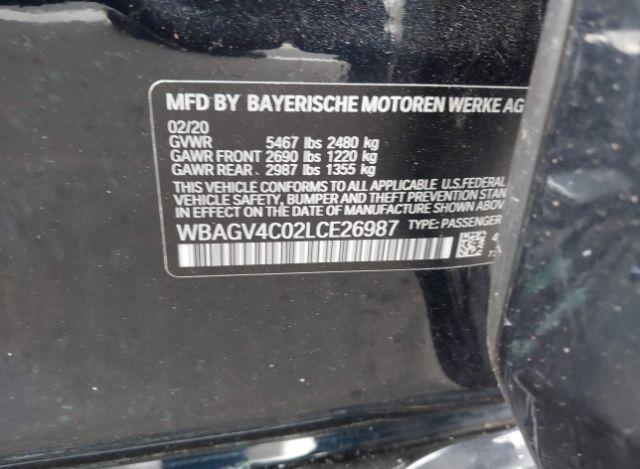 MFD BY BAYERISCHE MOTOREN WERKE AG
02/20
GVWR 5467 lbs 2480 kg
GAWR FRONT 2690 lbs 1220 kg
GAWR REAR 2987 lbs 1355 kg
THIS VEHICLE CONFORMS TO ALL APPLICABLE U.S.FEDERAL
VEHICLE SAFETY, BUMPER AND THEFT PREVENTION STAN
IN EFFECT ON THE DATE OF MANUFACTURE SHOWN ABOVE
WBAGV4C02LCE26987 TYPE: PASSENGER